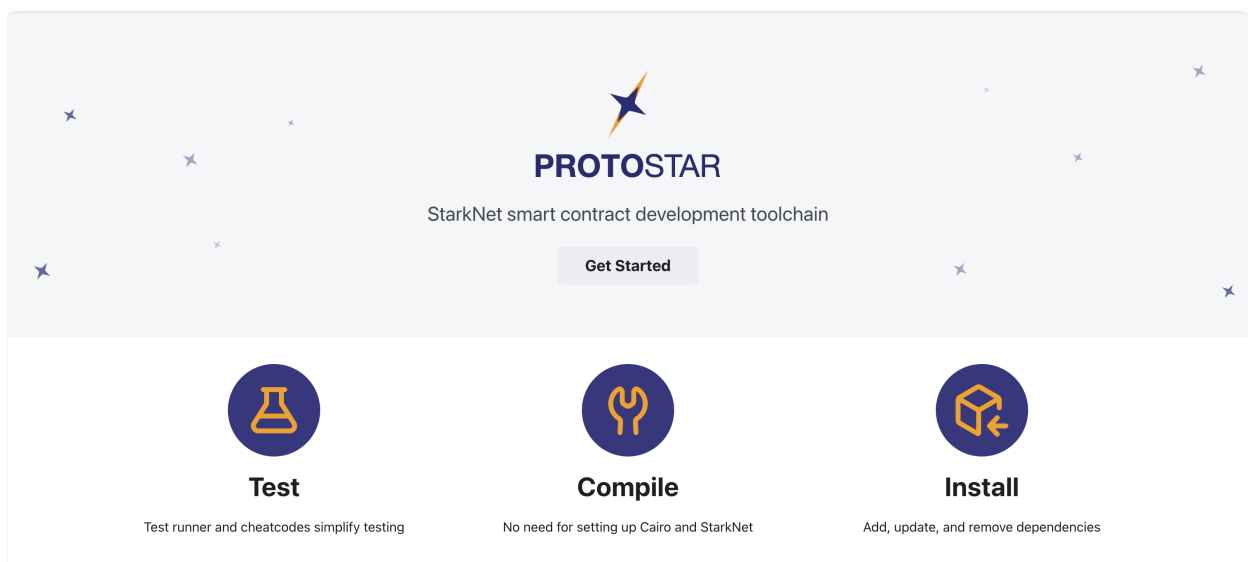 PROTOSTAR
StarkNet smart contract development toolchain
Get Started
Test
Compile
Install
Test runner and cheatcodes simplify testing
No need for setting up Cairo and StarkNet
Add, update, and remove dependencies